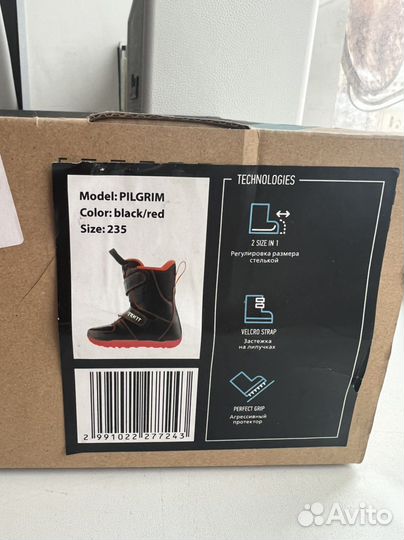 Model: PILGRIM
Color: black/red
Size: 235
TERMIT
2 991022 277243
TECHNOLOGIES
2 SIZE IN 1
Регулировка размера
стелькой
VELCRO STRAP
Застежка
на липучках
PERFECT GRIP
Агрессивный
протектор
Avito